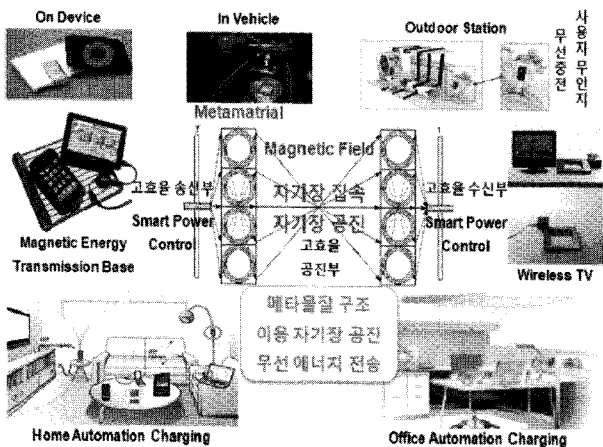 On Device
In Vehicle
Outdoor Station
사용자 무인지
무선충전
Metamatrial
Magnetic Field
고효율 송신부
자기장 집속
고효율 수신부
Smart Power
Control
자기장 공진
고효율
공진부
Smart Power
Control
Magnetic Energy
Transmission Base
Wireless TV
메타물질 구조
이용 자기장 공진
무선 에너지 전송
Home Automation Charging
Office Automation Charging